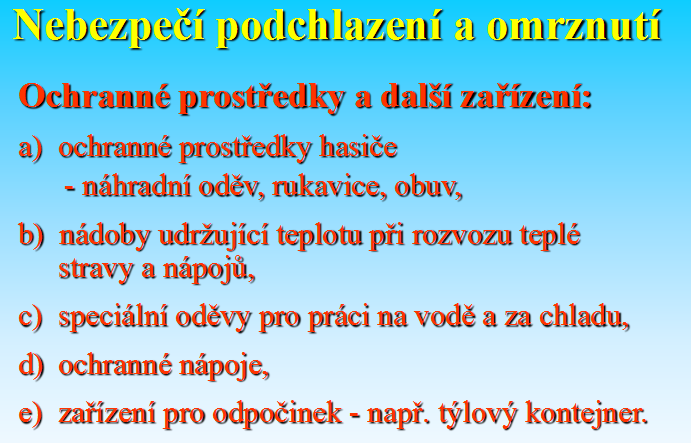 Nebezpečí podchlazení a omrznutí
Ochranné prostředky a další zařízení:
a) ochranné prostředky hasiče
- náhradní oděv, rukavice, obuv,
b) nádoby udržující teplotu při rozvozu teplé
stravy a nápojů,
c) speciální oděvy pro práci na vodě a za chladu,
d) ochranné nápoje,
e) zařízení pro odpočinek - např. týlový kontejner.